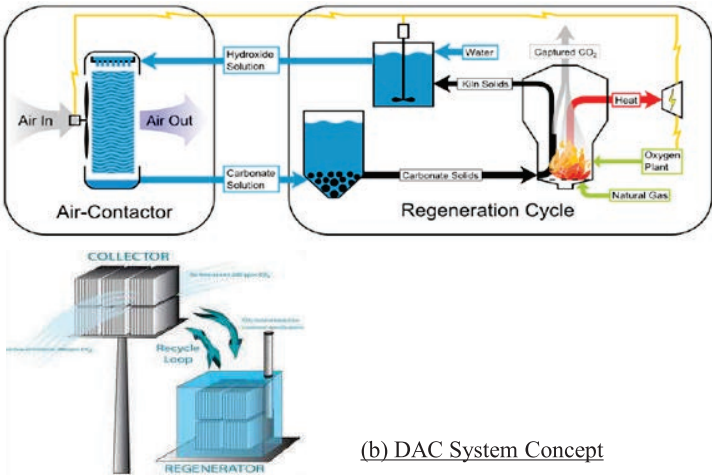 Hydroxide
Solution
Water
Captured CO₂
Kiln Solids
Heat
Air In
Air Out
Oxygen
Plant
Carbonate
Solution
Carbonate Solids
Natural Gas
Air-Contactor
Regeneration Cycle
COLLECTOR
Recycle
Loop
REGENERATOR
(b) DAC System Concept